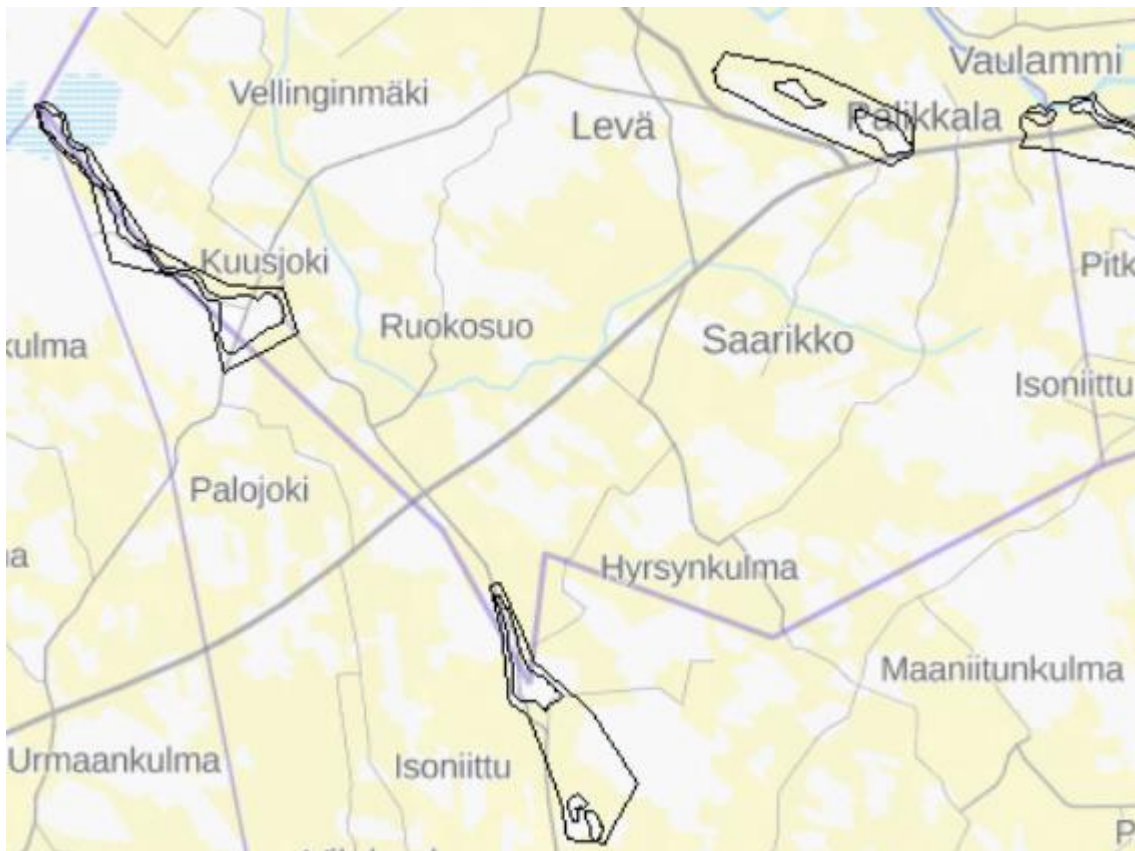 Vaulammi
Vellinginmäki
Levä
Palikkala
Kuusjoki
Pitk
Ruokosuo
Saarikko
kulma
Isoniittu
Palojoki
a
Hyrsynkulma
Maaniitunkulma
Urmaankulma
Isoniittu
P